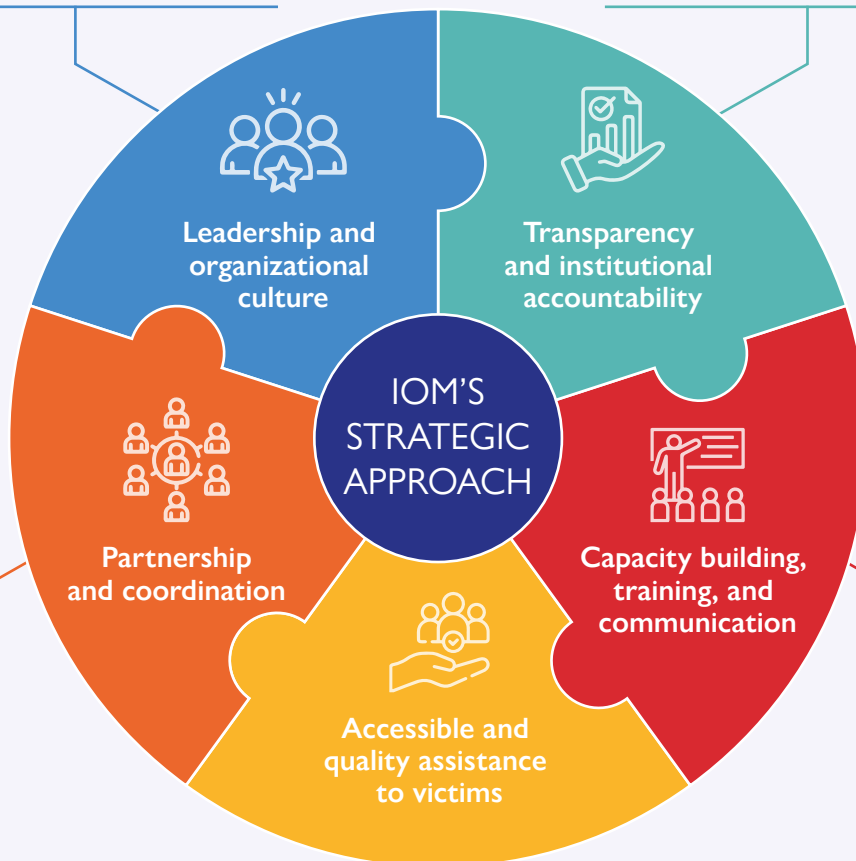 Leadership and
organizational
culture
Transparency
and institutional
accountability
IOM'S
STRATEGIC
APPROACH
Partnership
and coordination
Capacity building,
training, and
communication
Accessible and
quality assistance
to victims